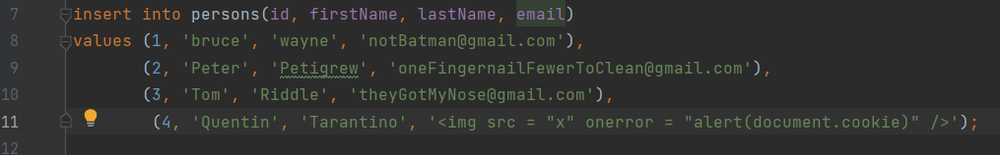 7 insert into persons(id, firstName, lastName, email)
8 values (1, 'bruce', 'wayne', 'notBatman@gmail.com'),
9 (2, 'Peter', 'Petigrew', 'oneFingernailFewerToClean@gmail.com'),
10 (3, 'Tom', 'Riddle', 'theyGotMyNose@gmail.com'),
11 (4, 'Quentin', 'Tarantino', '<img src = "x" onerror = "alert(document.cookie)" />');
12